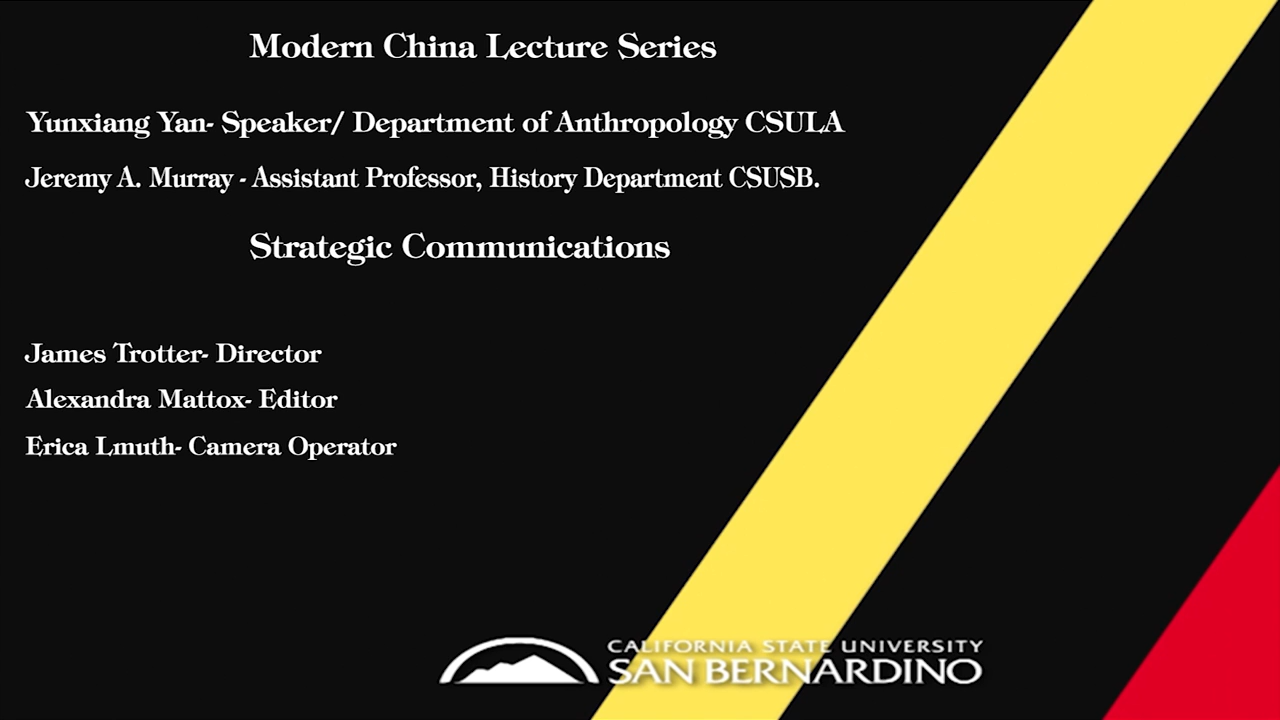 Modern China Lecture Series
Yunxiang Yan- Speaker/ Department of Anthropology CSULA
Jeremy A. Murray - Assistant Professor, History Department CSUSB.
Strategic Communications
James Trotter- Director
Alexandra Mattox- Editor
Erica Lmuth- Camera Operator
CALIFORNIA STATE UNIVERSITY
SAN BERNARDINO